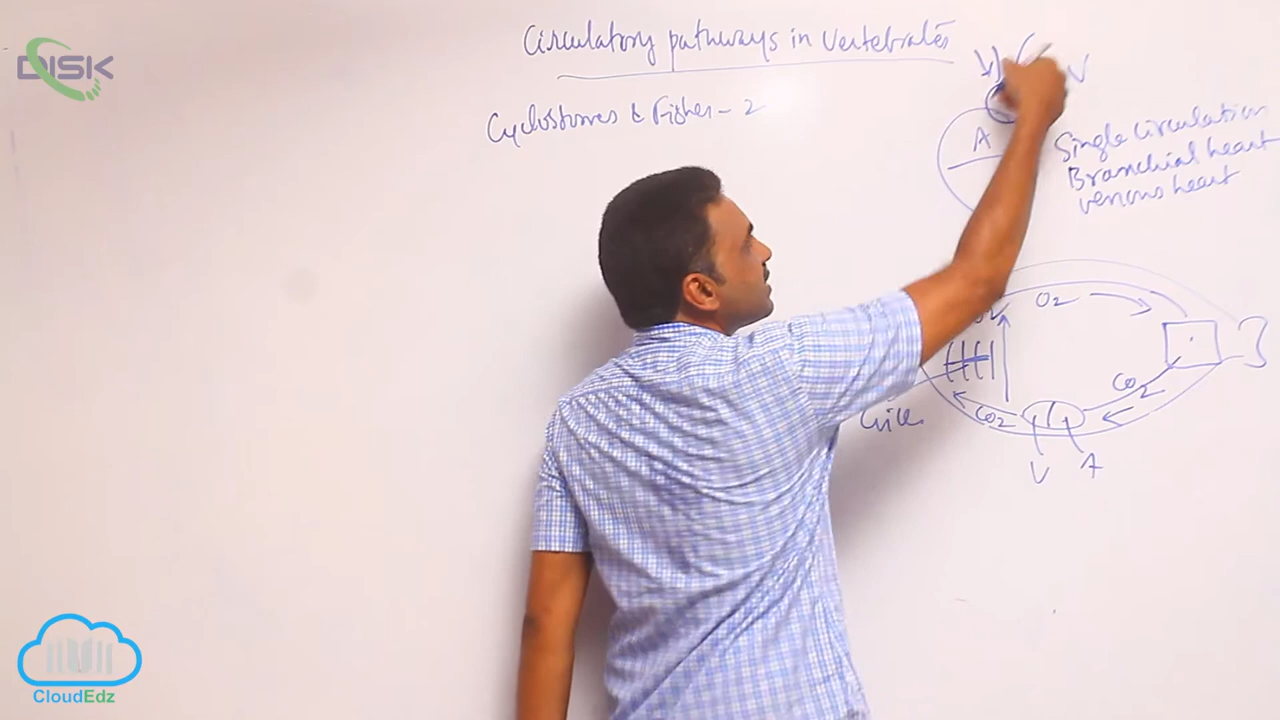 DISK
Circulatory pathways in Vertebrates
Cyclostomes & Fishes - 2
V
A
Single circulation
Branchial heart
venous heart
O2
CO2
CO2
Gills
V A
CloudEdz